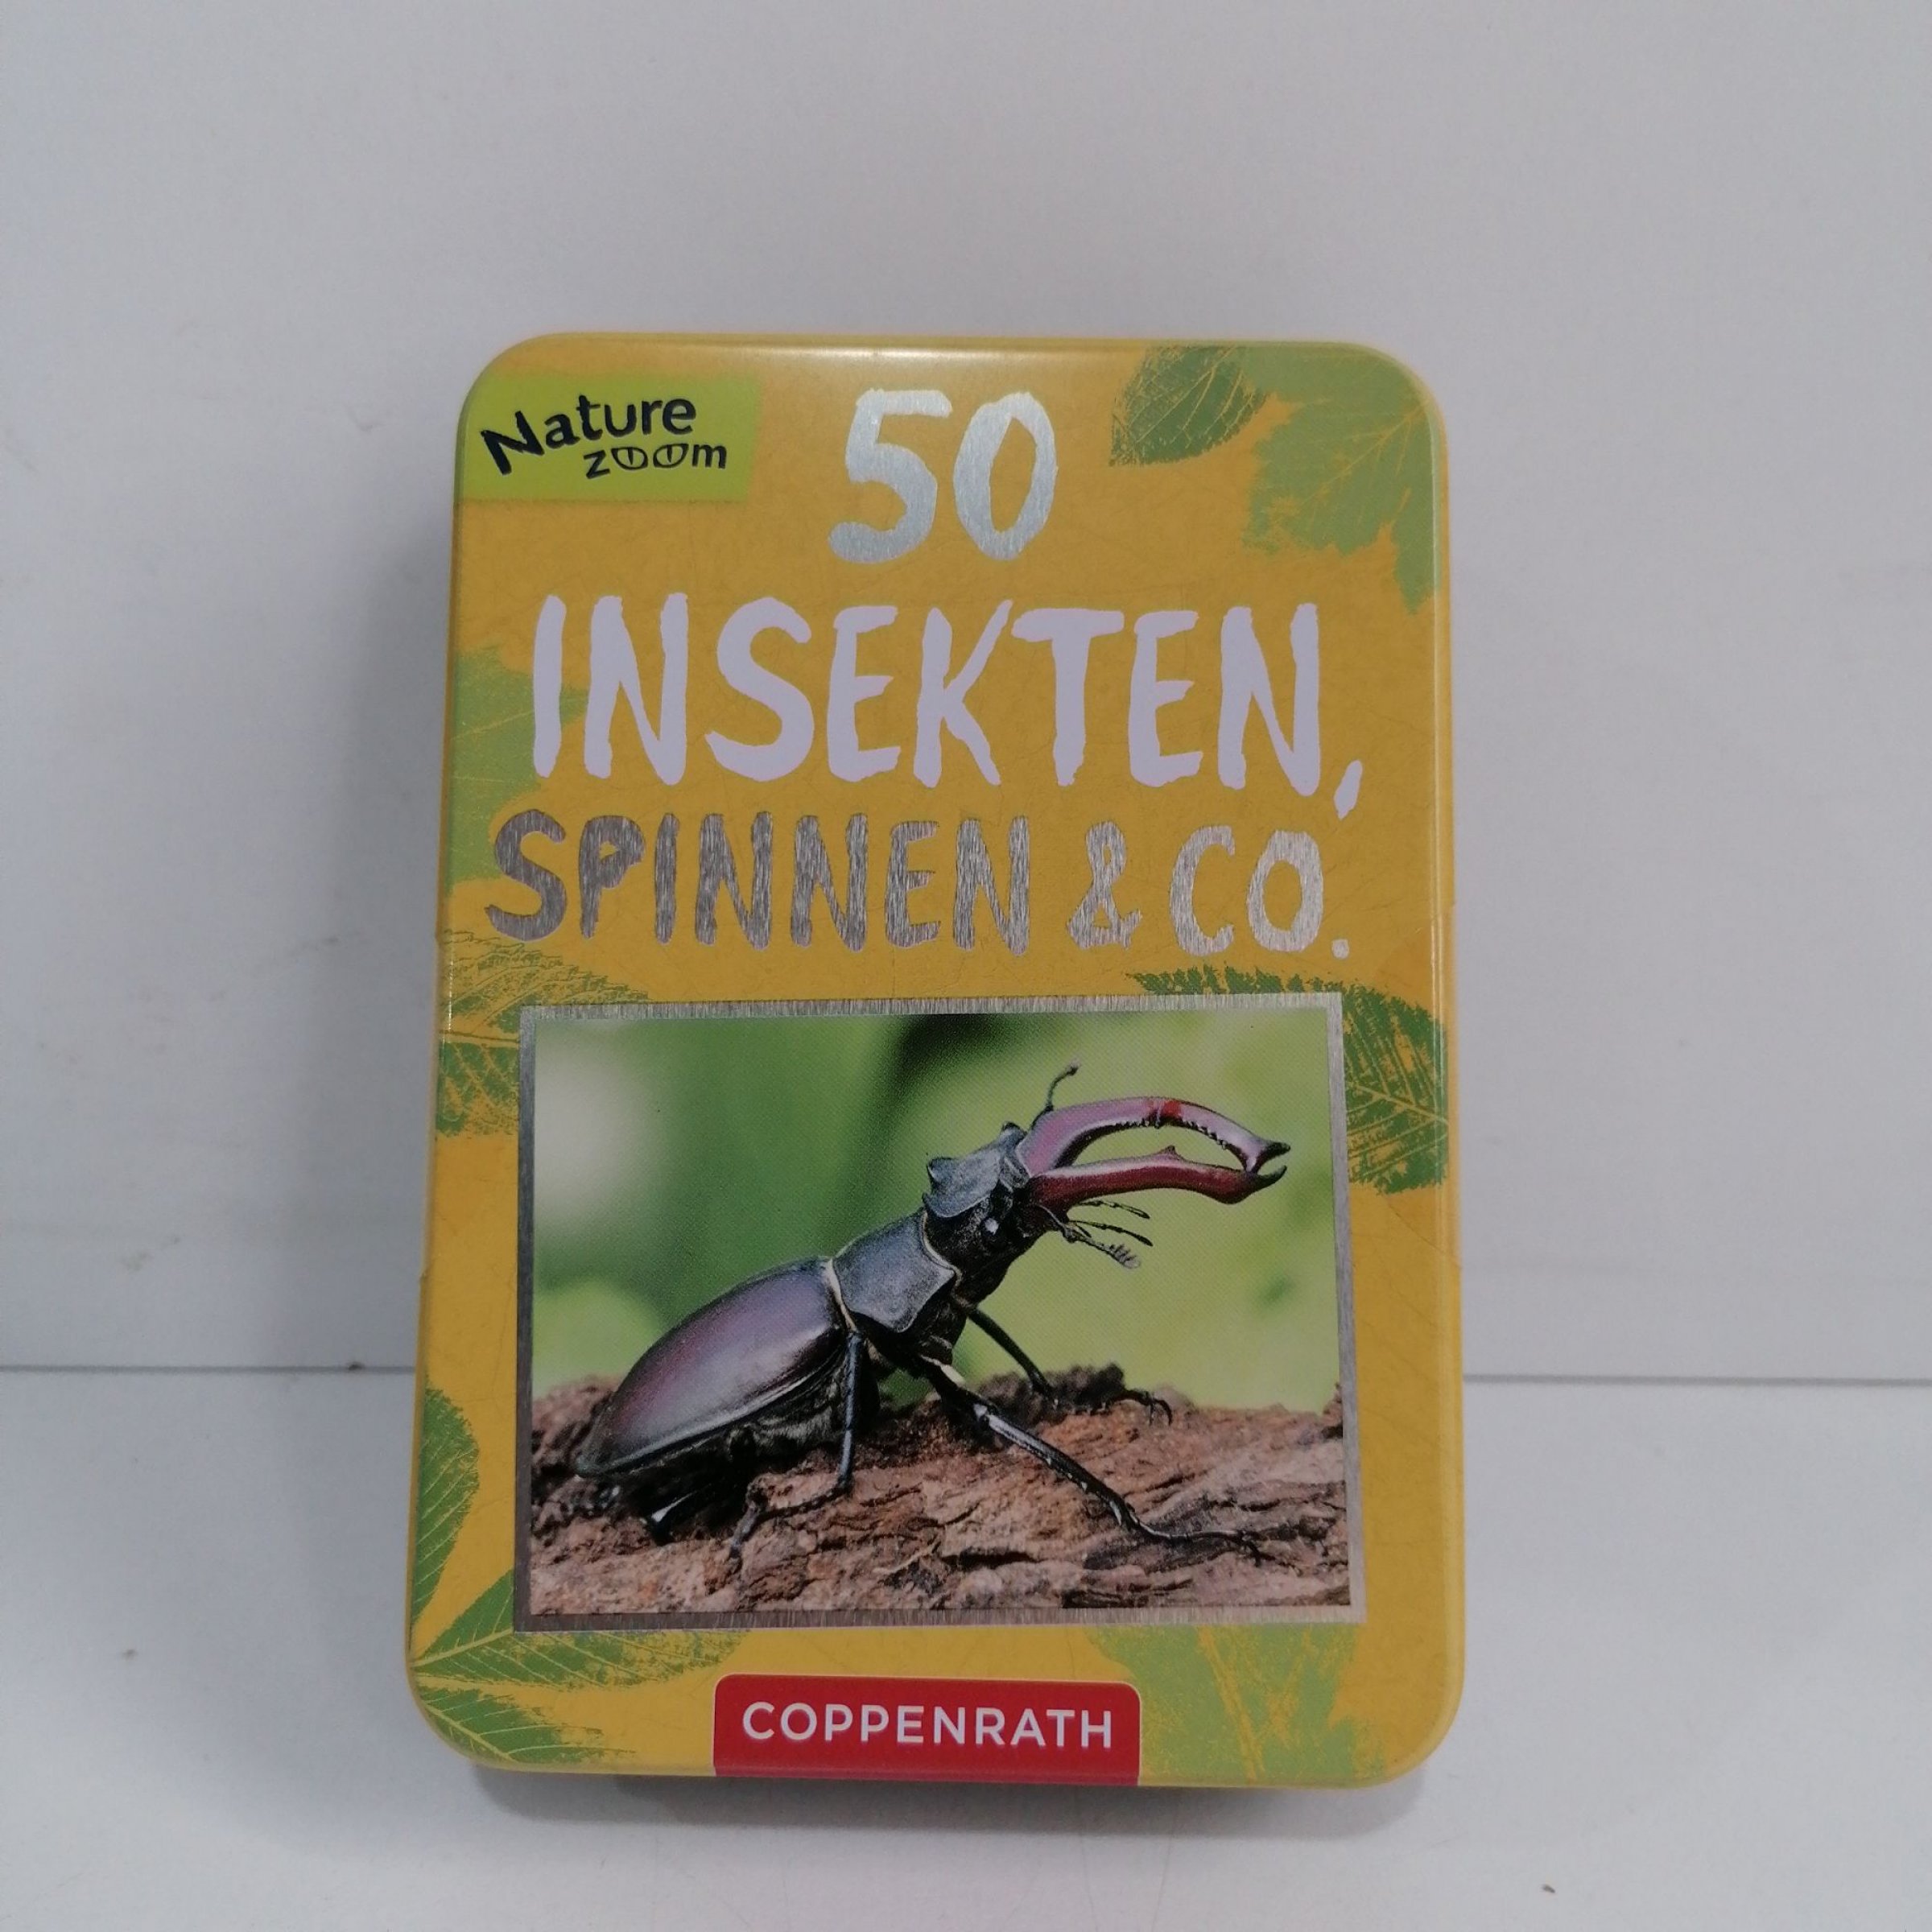 Nature
zoom
50
INSEKTEN,
SPINNEN & CO.
COPPENRATH